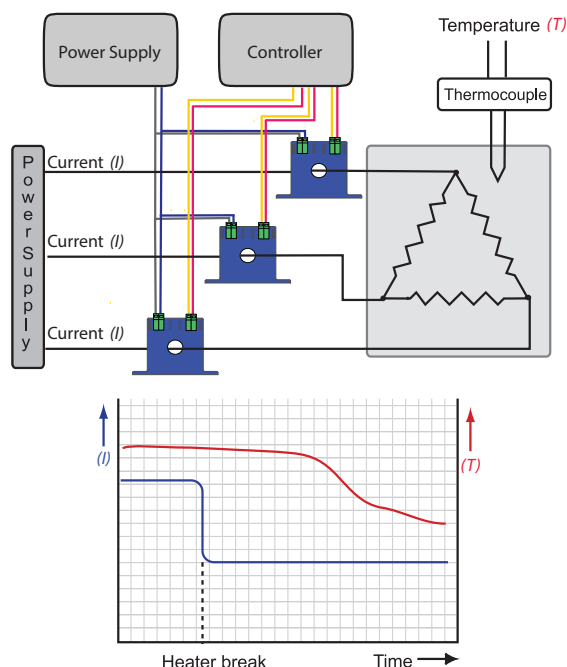 Power Supply
Controller
Temperature (T)
Thermocouple
Power Supply
Current (I)
Current (I)
Current (I)
(I)
(T)
Heater break
Time